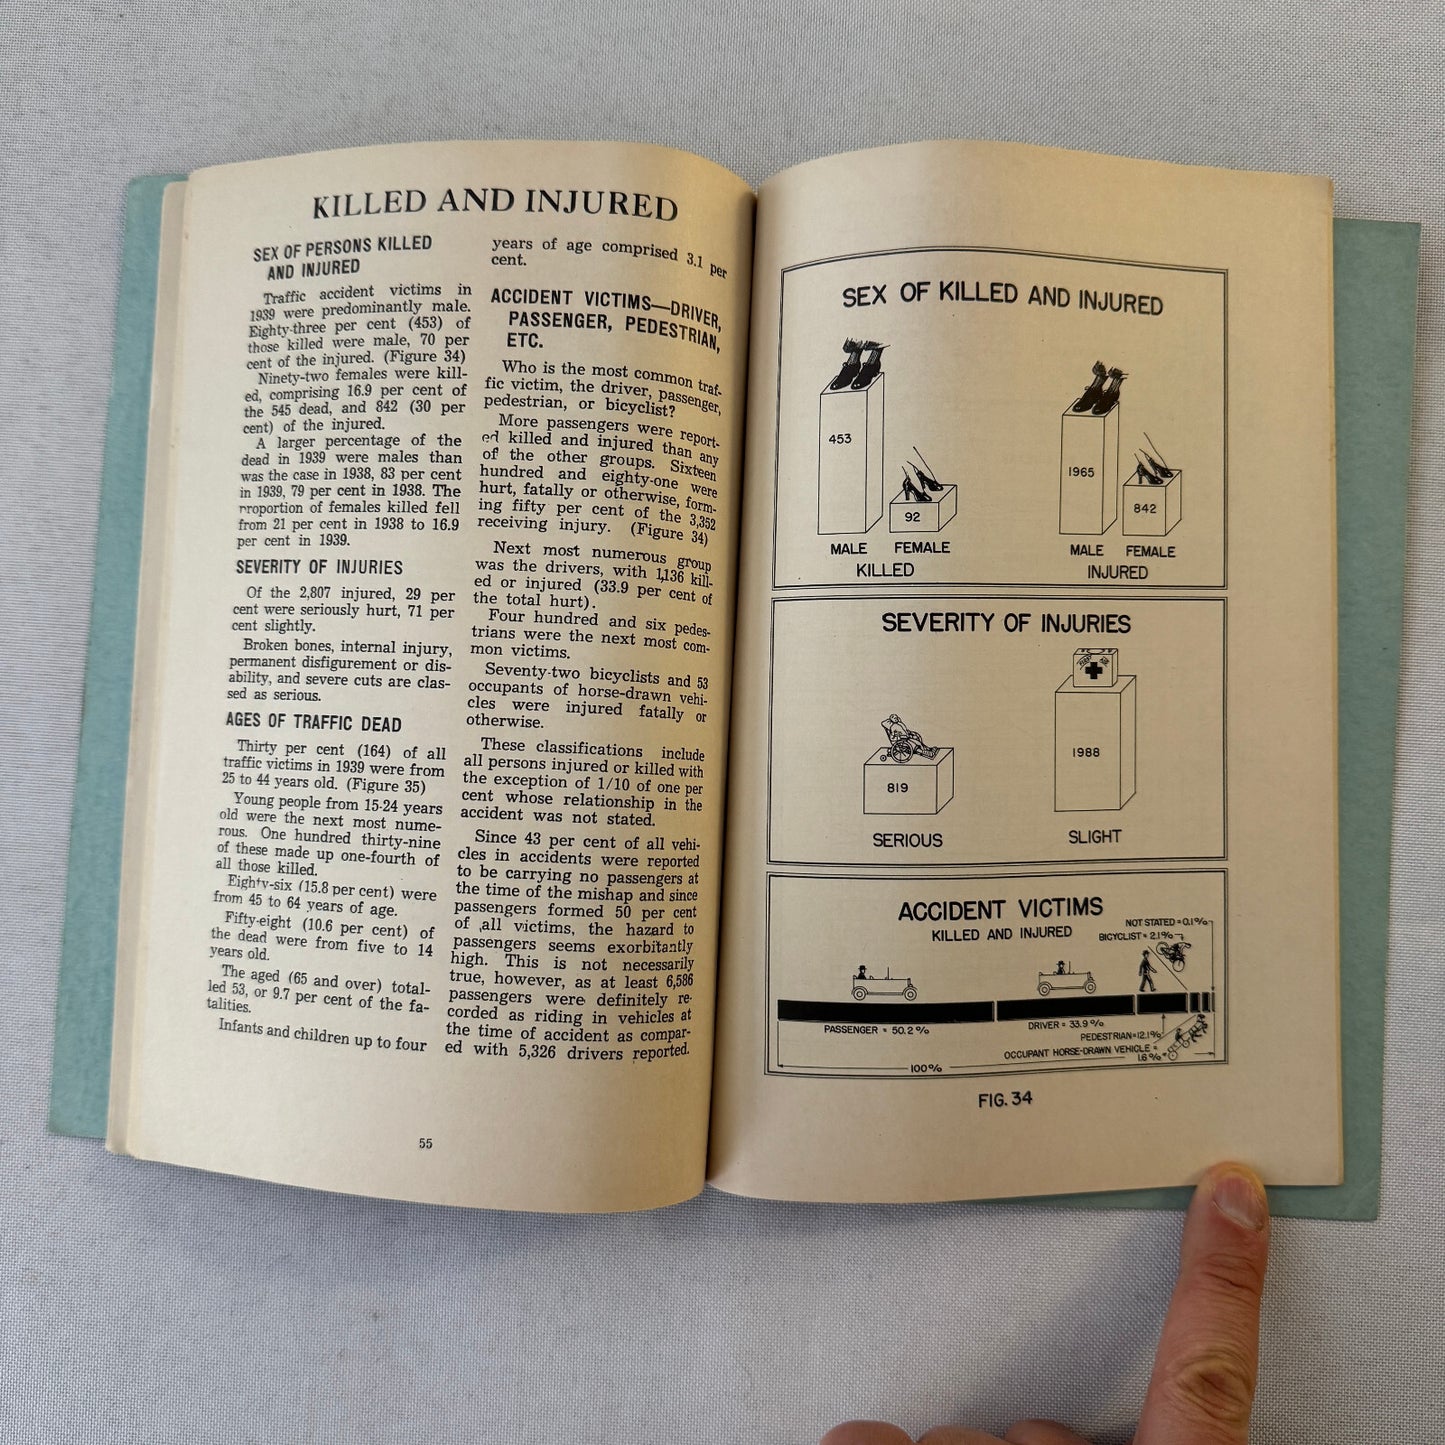 KILLED AND INJURED
SEX OF PERSONS KILLED
AND INJURED
Traffic accident victims in
1939 were predominantly male.
Eighty-three per cent (453) of
those killed were male, 70 per
cent of the injured. (Figure 34)
Ninety-two females were kill-
ed, comprising 16.9 per cent of
the 545 dead, and 842 (30 per
cent) of the injured.
A larger percentage of the
dead in 1939 were males than
was the case in 1938, 83 per cent
in 1939, 79 per cent in 1938. The
proportion of females killed fell
from 21 per cent in 1938 to 16.9
per cent in 1939.
SEVERITY OF INJURIES
Of the 2,807 injured, 29 per
cent were seriously hurt, 71 per
cent slightly.
Broken bones, internal injury,
permanent disfigurement or dis-
ability, and severe cuts are clas-
sed as serious.
AGES OF TRAFFIC DEAD
Thirty per cent (164) of all
traffic victims in 1939 were from
25 to 44 years old. (Figure 35)
Young people from 15-24 years
old were the next most nume-
rous. One hundred thirty-nine
of these made up one-fourth of
all those killed.
Eighty-six (15.8 per cent) were
from 45 to 64 years of age.
Fifty-eight (10.6 per cent) of
the dead were from five to 14
years old.
The aged (65 and over) total-
led 53, or 9.7 per cent of the fa-
talities.
Infants and children up to four
years of age comprised 3.1 per
cent.
ACCIDENT VICTIMS—DRIVER,
PASSENGER, PEDESTRIAN,
ETC.
Who is the most common traf-
fic victim, the driver, passenger,
pedestrian, or bicyclist?
More passengers were report-
ed killed and injured than any
of the other groups. Sixteen
hundred and eighty-one were
hurt, fatally or otherwise, form-
ing fifty per cent of the 3,352
receiving injury. (Figure 34)
Next most numerous group
was the drivers, with 1,136 kill-
ed or injured (33.9 per cent of
the total hurt).
Four hundred and six pedes-
trians were the next most com-
mon victims.
Seventy-two bicyclists and 53
occupants of horse-drawn vehi-
cles were injured fatally or
otherwise.
These classifications include
all persons injured or killed with
the exception of 1/10 of one per
cent whose relationship in the
accident was not stated.
Since 43 per cent of all vehi-
cles in accidents were reported
to be carrying no passengers at
the time of the mishap and since
passengers formed 50 per cent
of all victims, the hazard to
passengers seems exorbitantly
high. This is not necessarily
true, however, as at least 6,586
passengers were definitely re-
corded as riding in vehicles at
the time of accident as compar-
ed with 5,326 drivers reported.
55
SEX OF KILLED AND INJURED
453
92
1965
842
MALE FEMALE
KILLED
MALE FEMALE
INJURED
SEVERITY OF INJURIES
819
1988
SERIOUS
SLIGHT
ACCIDENT VICTIMS
KILLED AND INJURED
NOT STATED = 0.1%
BICYCLIST = 2.1%
PASSENGER = 50.2%
DRIVER = 33.9%
PEDESTRIAN = 12.1%
OCCUPANT HORSE-DRAWN VEHICLE =
1.6%
100%
FIG. 34